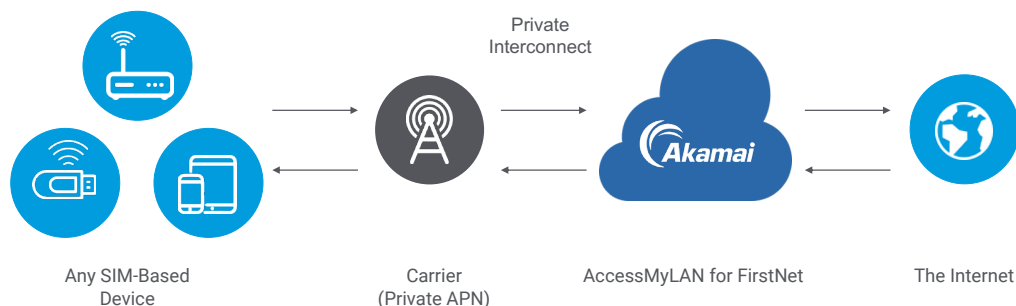 Private
Interconnect
Akamai
Any SIM-Based
Device
Carrier
(Private APN)
AccessMyLAN for FirstNet
The Internet